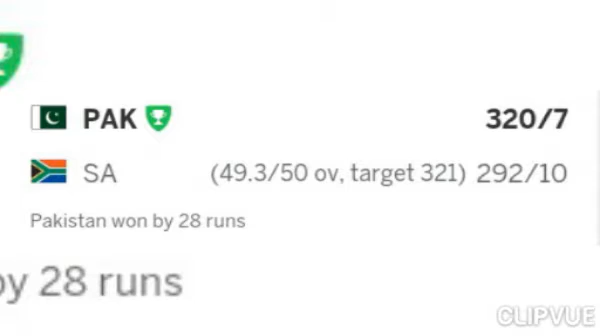 PAK 320/7
SA (49.3/50 ov, target 321) 292/10
Pakistan won by 28 runs
by 28 runs
CLIPVUE